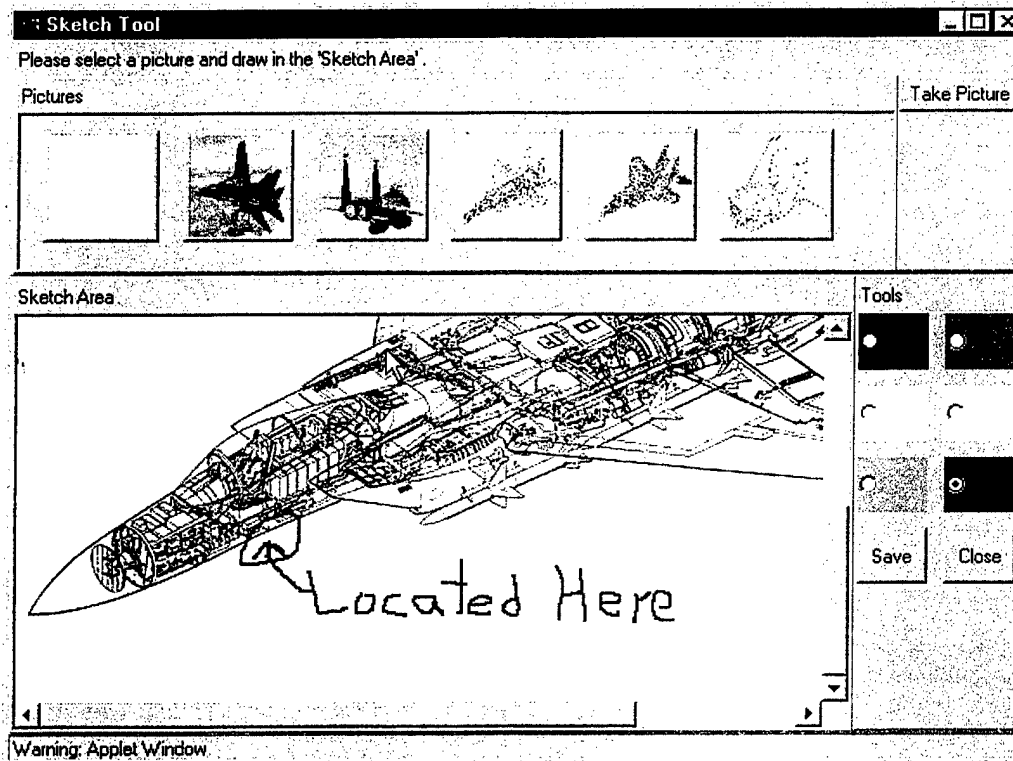 Sketch Tool
Please select a picture and draw in the 'Sketch Area'.
Pictures
Take Picture
Sketch Area
Tools
Save
Close
Located Here
Warning: Applet Window